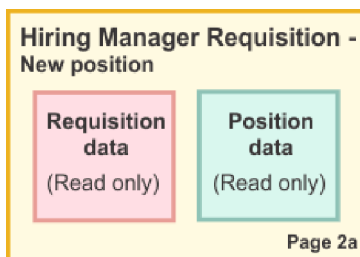 Hiring Manager Requisition -
New position
Requisition Position
data data
(Read only) (Read only)
Page 2a